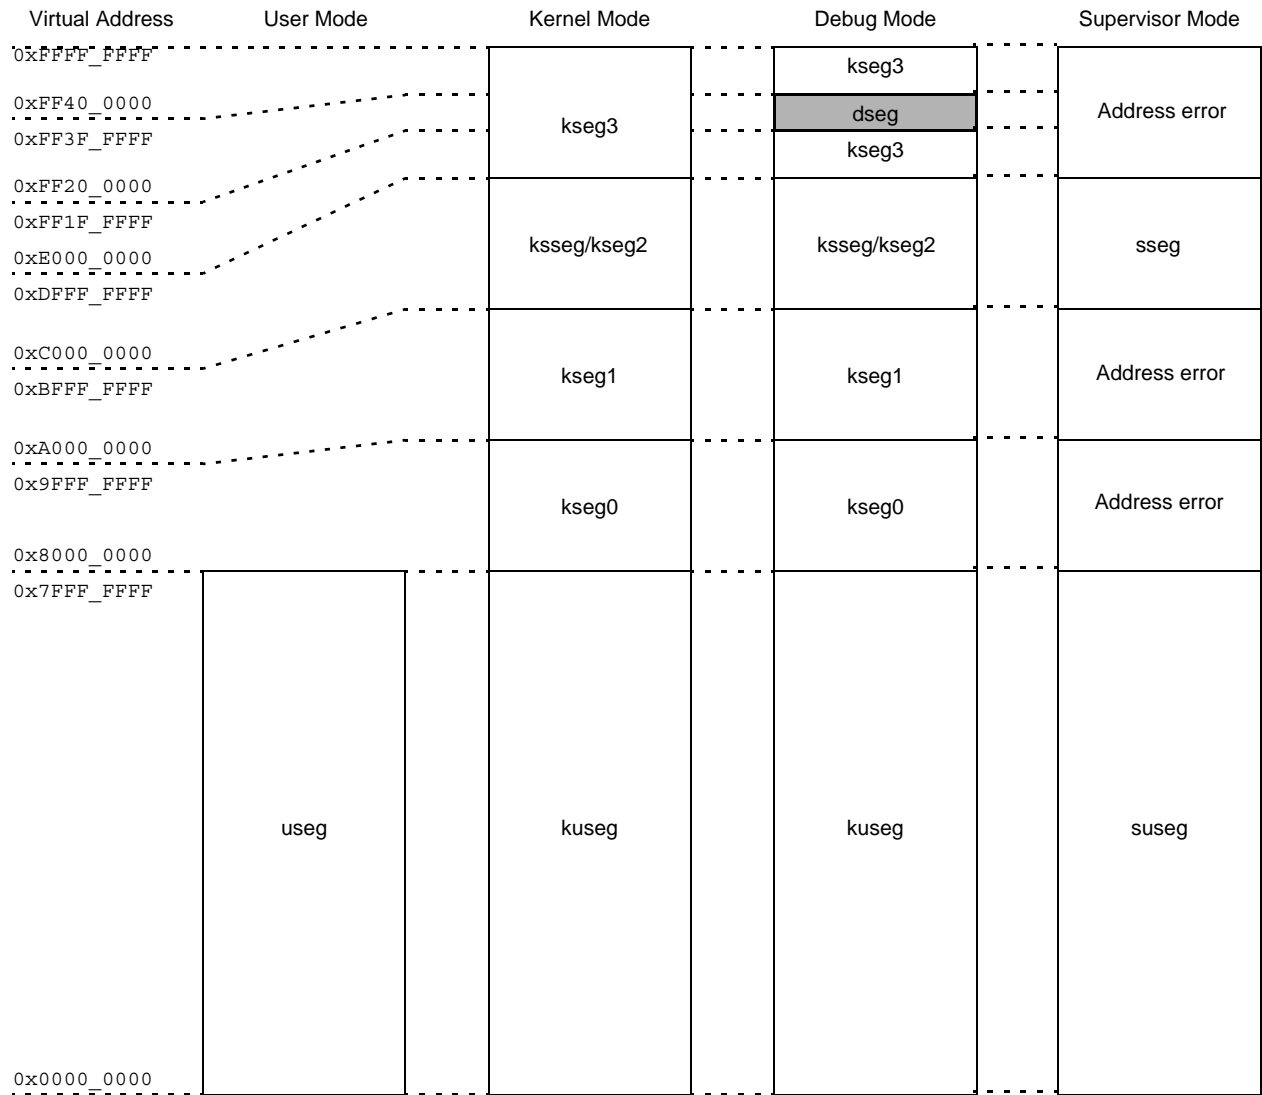 Virtual Address User Mode Kernel Mode Debug Mode Supervisor Mode
0xFFFF_FFFF
kseg3
0xFF40_0000
dseg
Address error
kseg3
0xFF3F_FFFF
kseg3
0xFF20_0000
0xFF1F_FFFF
ksseg/kseg2 ksseg/kseg2 sseg
0xE000_0000
0xDFFF_FFFF
0xC000_0000
kseg1 kseg1 Address error
0xBFFF_FFFF
0xA000_0000
0x9FFF_FFFF
kseg0 kseg0 Address error
0x8000_0000
0x7FFF_FFFF
useg kuseg kuseg suseg
0x0000_0000